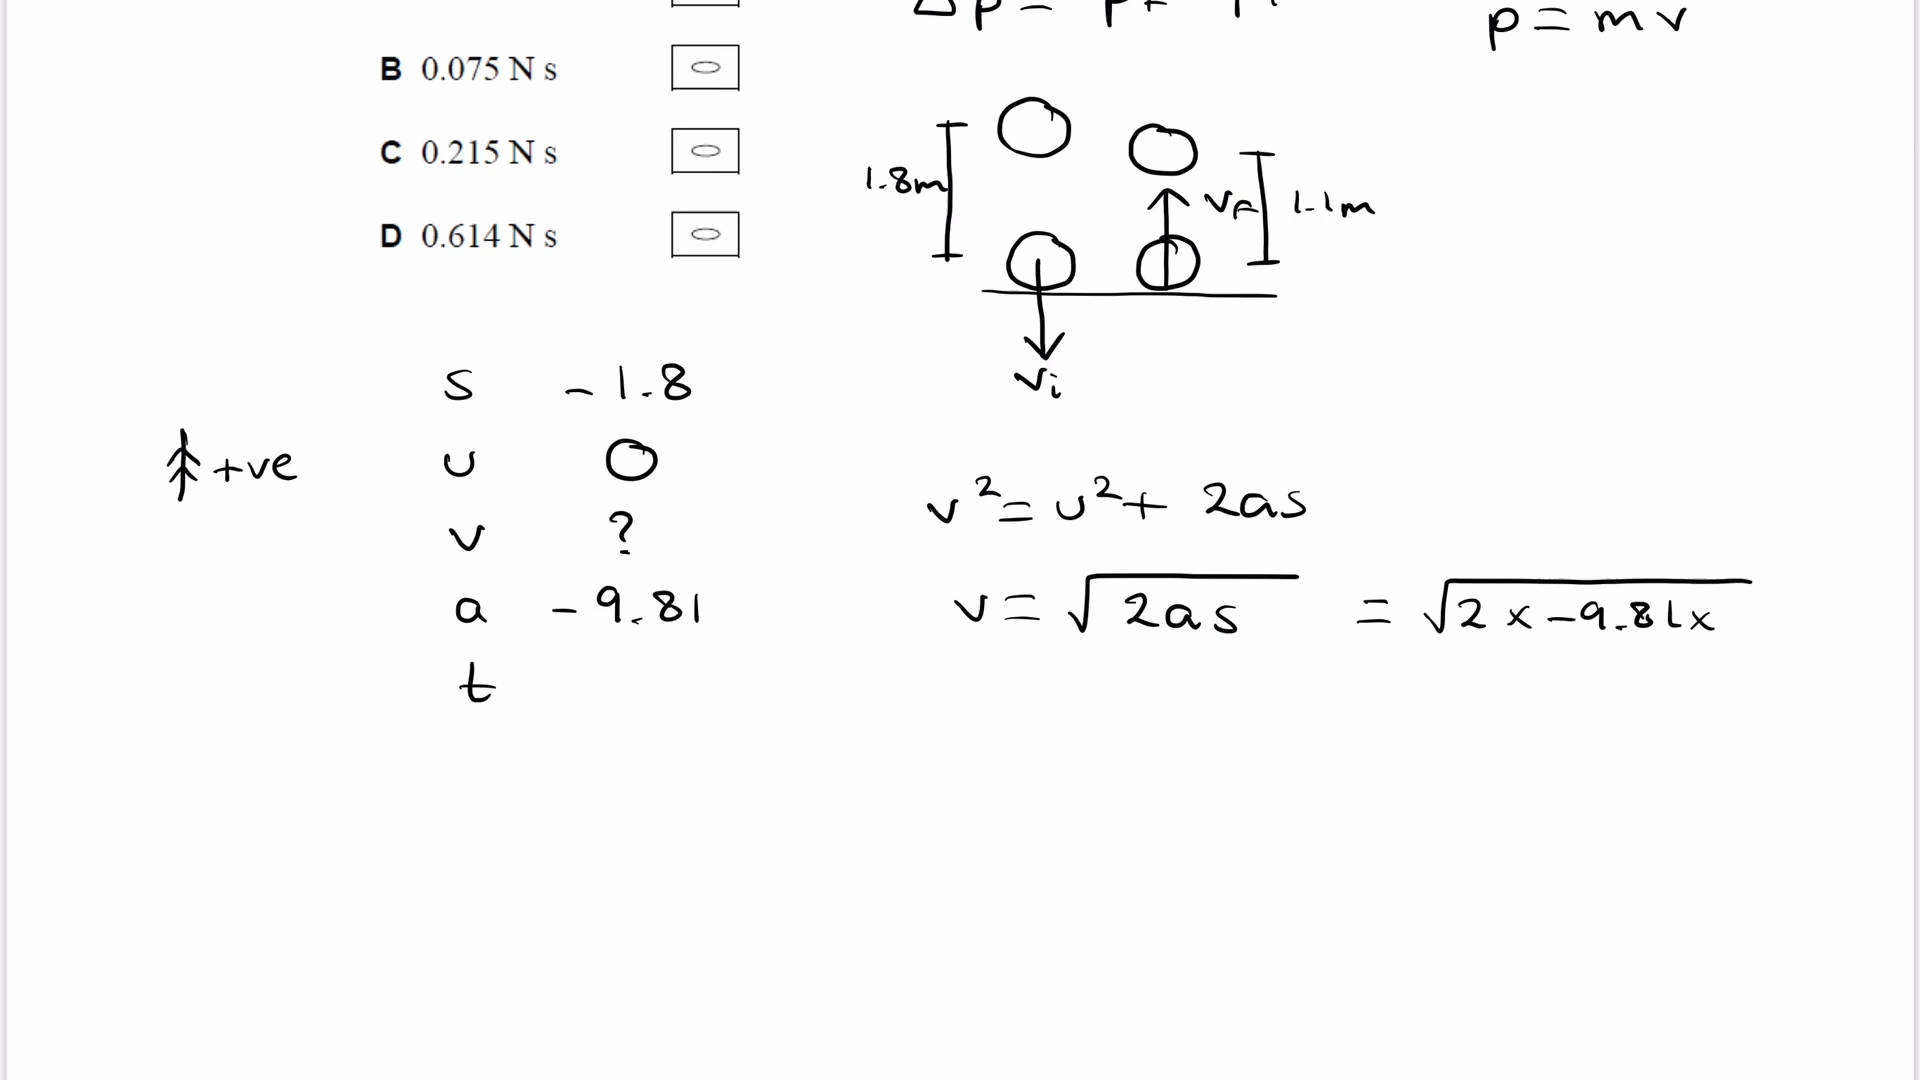 p = mv
B 0.075 N s
C 0.215 N s
D 0.614 N s
1.8m
v_F
1.1m
v_i
+ve
s -1.8
u 0
v ?
a -9.81
t
v² = u² + 2as
v = √2as = √2 x -9.81 x